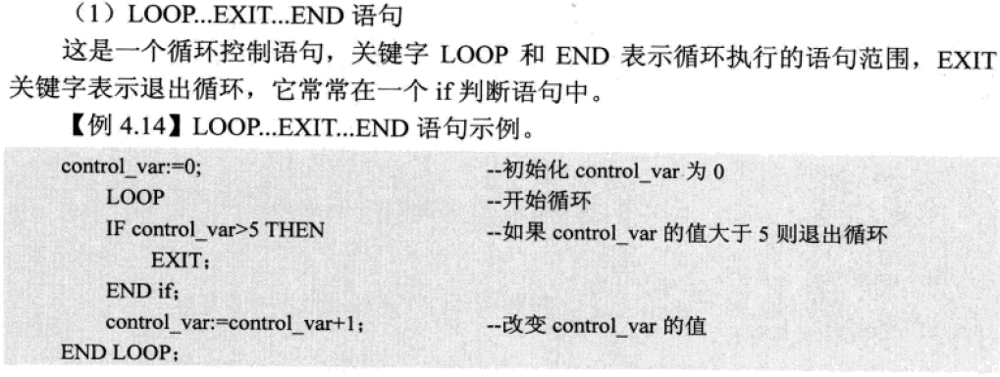 （1）LOOP...EXIT...END 语句
这是一个循环控制语句，关键字 LOOP 和 END 表示循环执行的语句范围，EXIT
关键字表示退出循环，它常常在一个 if 判断语句中。
【例 4.14】LOOP...EXIT...END 语句示例。
control_var:=0; --初始化 control_var 为 0
LOOP --开始循环
IF control_var>5 THEN --如果 control_var 的值大于 5 则退出循环
EXIT；
END if;
control_var:=control_var+1； --改变 control_var 的值
END LOOP；